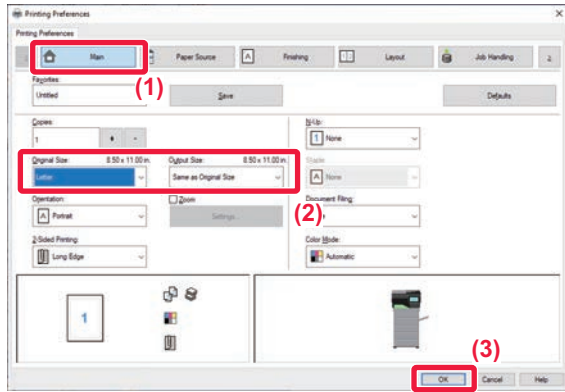 Printing Preferences
Printing Preferences
Main
Paper Source
Finishing
Layout
Job Handling
(1)
Favorites:
Untitled
Save
Defaults
Copies:
1
+ -
N-Up:
None
Original Size: 8.50 x 11.00 in.
Output Size: 8.50 x 11.00 in.
Letter
Same as Original Size
Staple:
None
(2)
Orientation:
Portrait
Zoom
Settings...
Document Filing:
2-Sided Printing:
Long Edge
Color Mode:
Automatic
1
(3)
OK
Cancel
Help